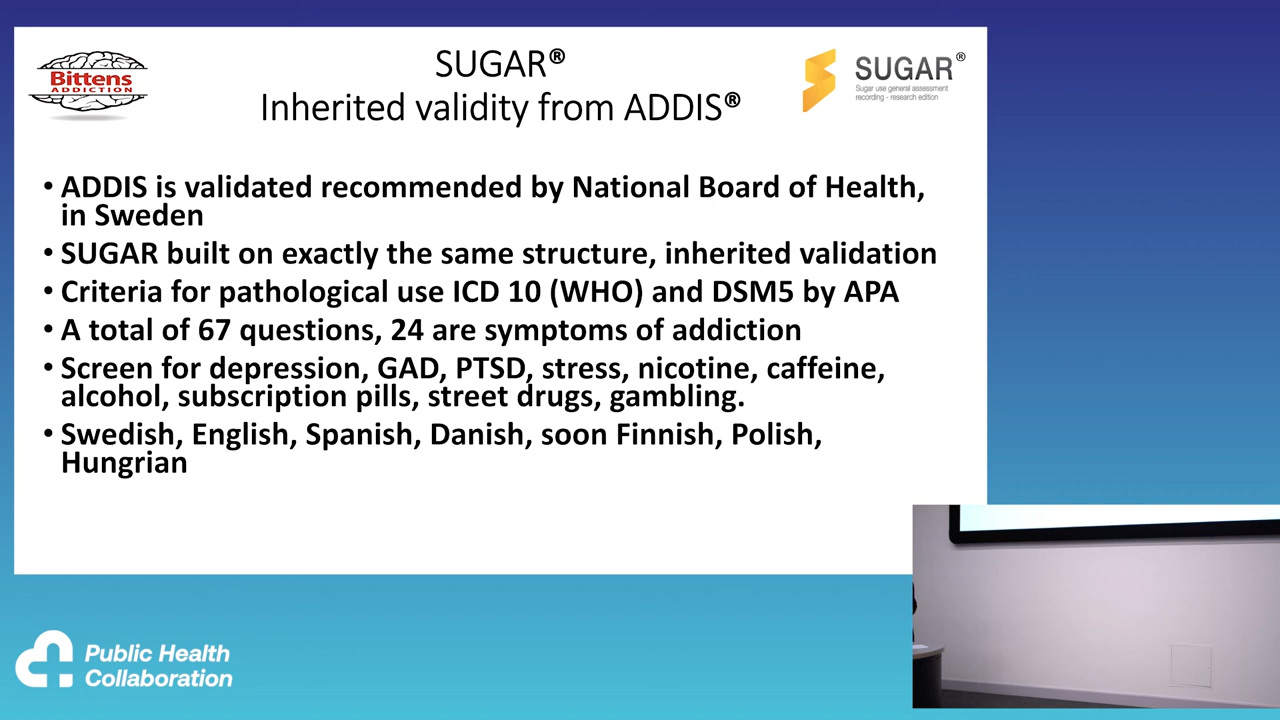 Bittens
ADDICTION
SUGAR®
Inherited validity from ADDIS®
SUGAR®
Sugar use general assessment
recording - research edition
• ADDIS is validated recommended by National Board of Health,
in Sweden
• SUGAR built on exactly the same structure, inherited validation
• Criteria for pathological use ICD 10 (WHO) and DSM5 by APA
• A total of 67 questions, 24 are symptoms of addiction
• Screen for depression, GAD, PTSD, stress, nicotine, caffeine,
alcohol, subscription pills, street drugs, gambling.
• Swedish, English, Spanish, Danish, soon Finnish, Polish,
Hungrian
Public Health
Collaboration